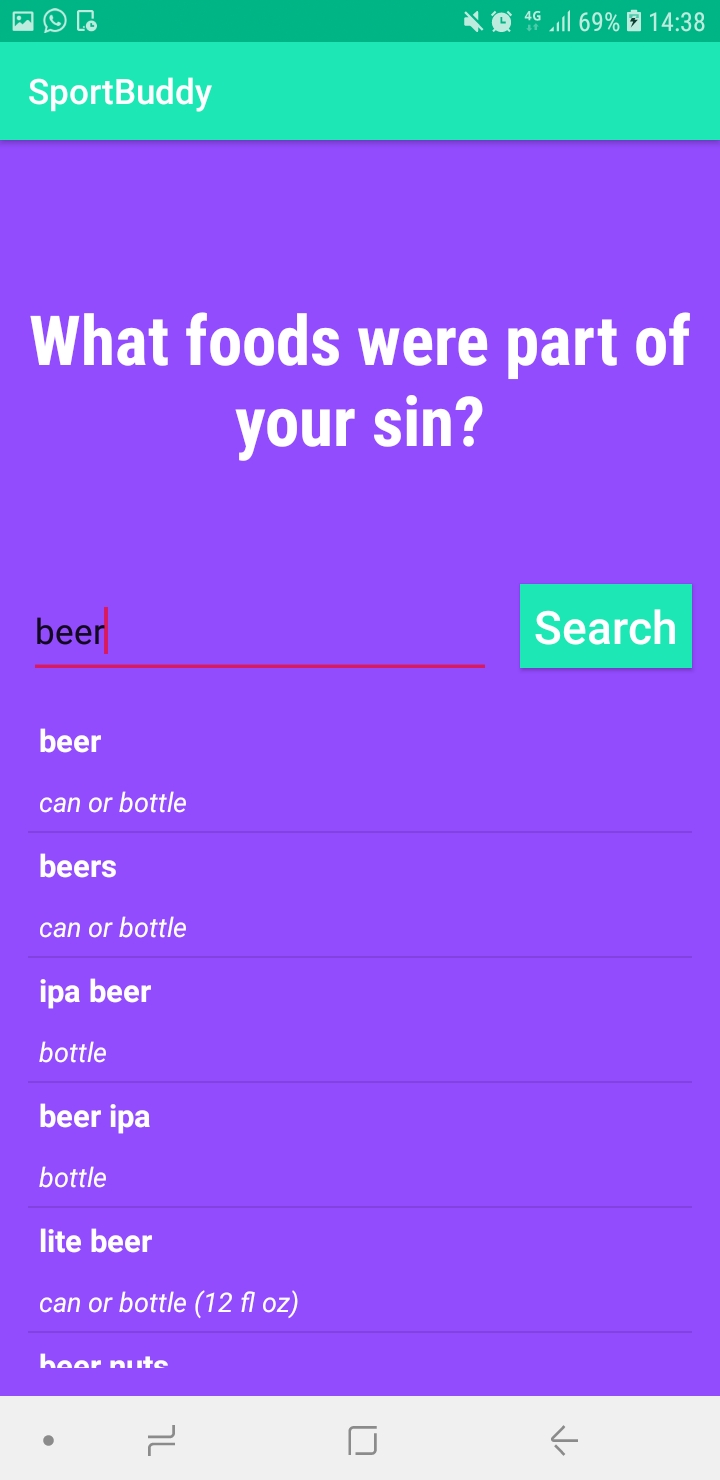 4G 69% 14:38
SportBuddy
What foods were part of
your sin?
beer
Search
beer
can or bottle
beers
can or bottle
ipa beer
bottle
beer ipa
bottle
lite beer
can or bottle (12 fl oz)
beer nuts